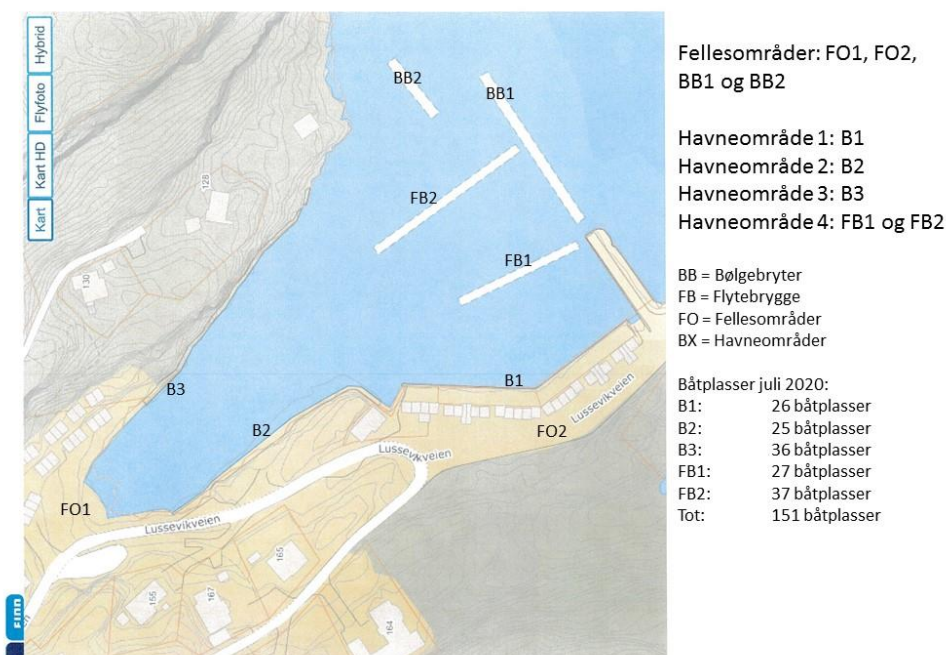 Hybrid
Flyfoto
Kart HD
Kart
BB2
BB1
128
FB2
FB1
130
B3
B1
B2
Lussevikveien
FO2
Lussevikveien
FO1
Lussevikveien
165
155
167
164
FINN
Fellesområder: FO1, FO2,
BB1 og BB2
Havneområde 1: B1
Havneområde 2: B2
Havneområde 3: B3
Havneområde 4: FB1 og FB2
BB = Bølgebryter
FB = Flytebrygge
FO = Fellesområder
BX = Havneområder
Båtplasser juli 2020:
B1: 26 båtplasser
B2: 25 båtplasser
B3: 36 båtplasser
FB1: 27 båtplasser
FB2: 37 båtplasser
Tot: 151 båtplasser